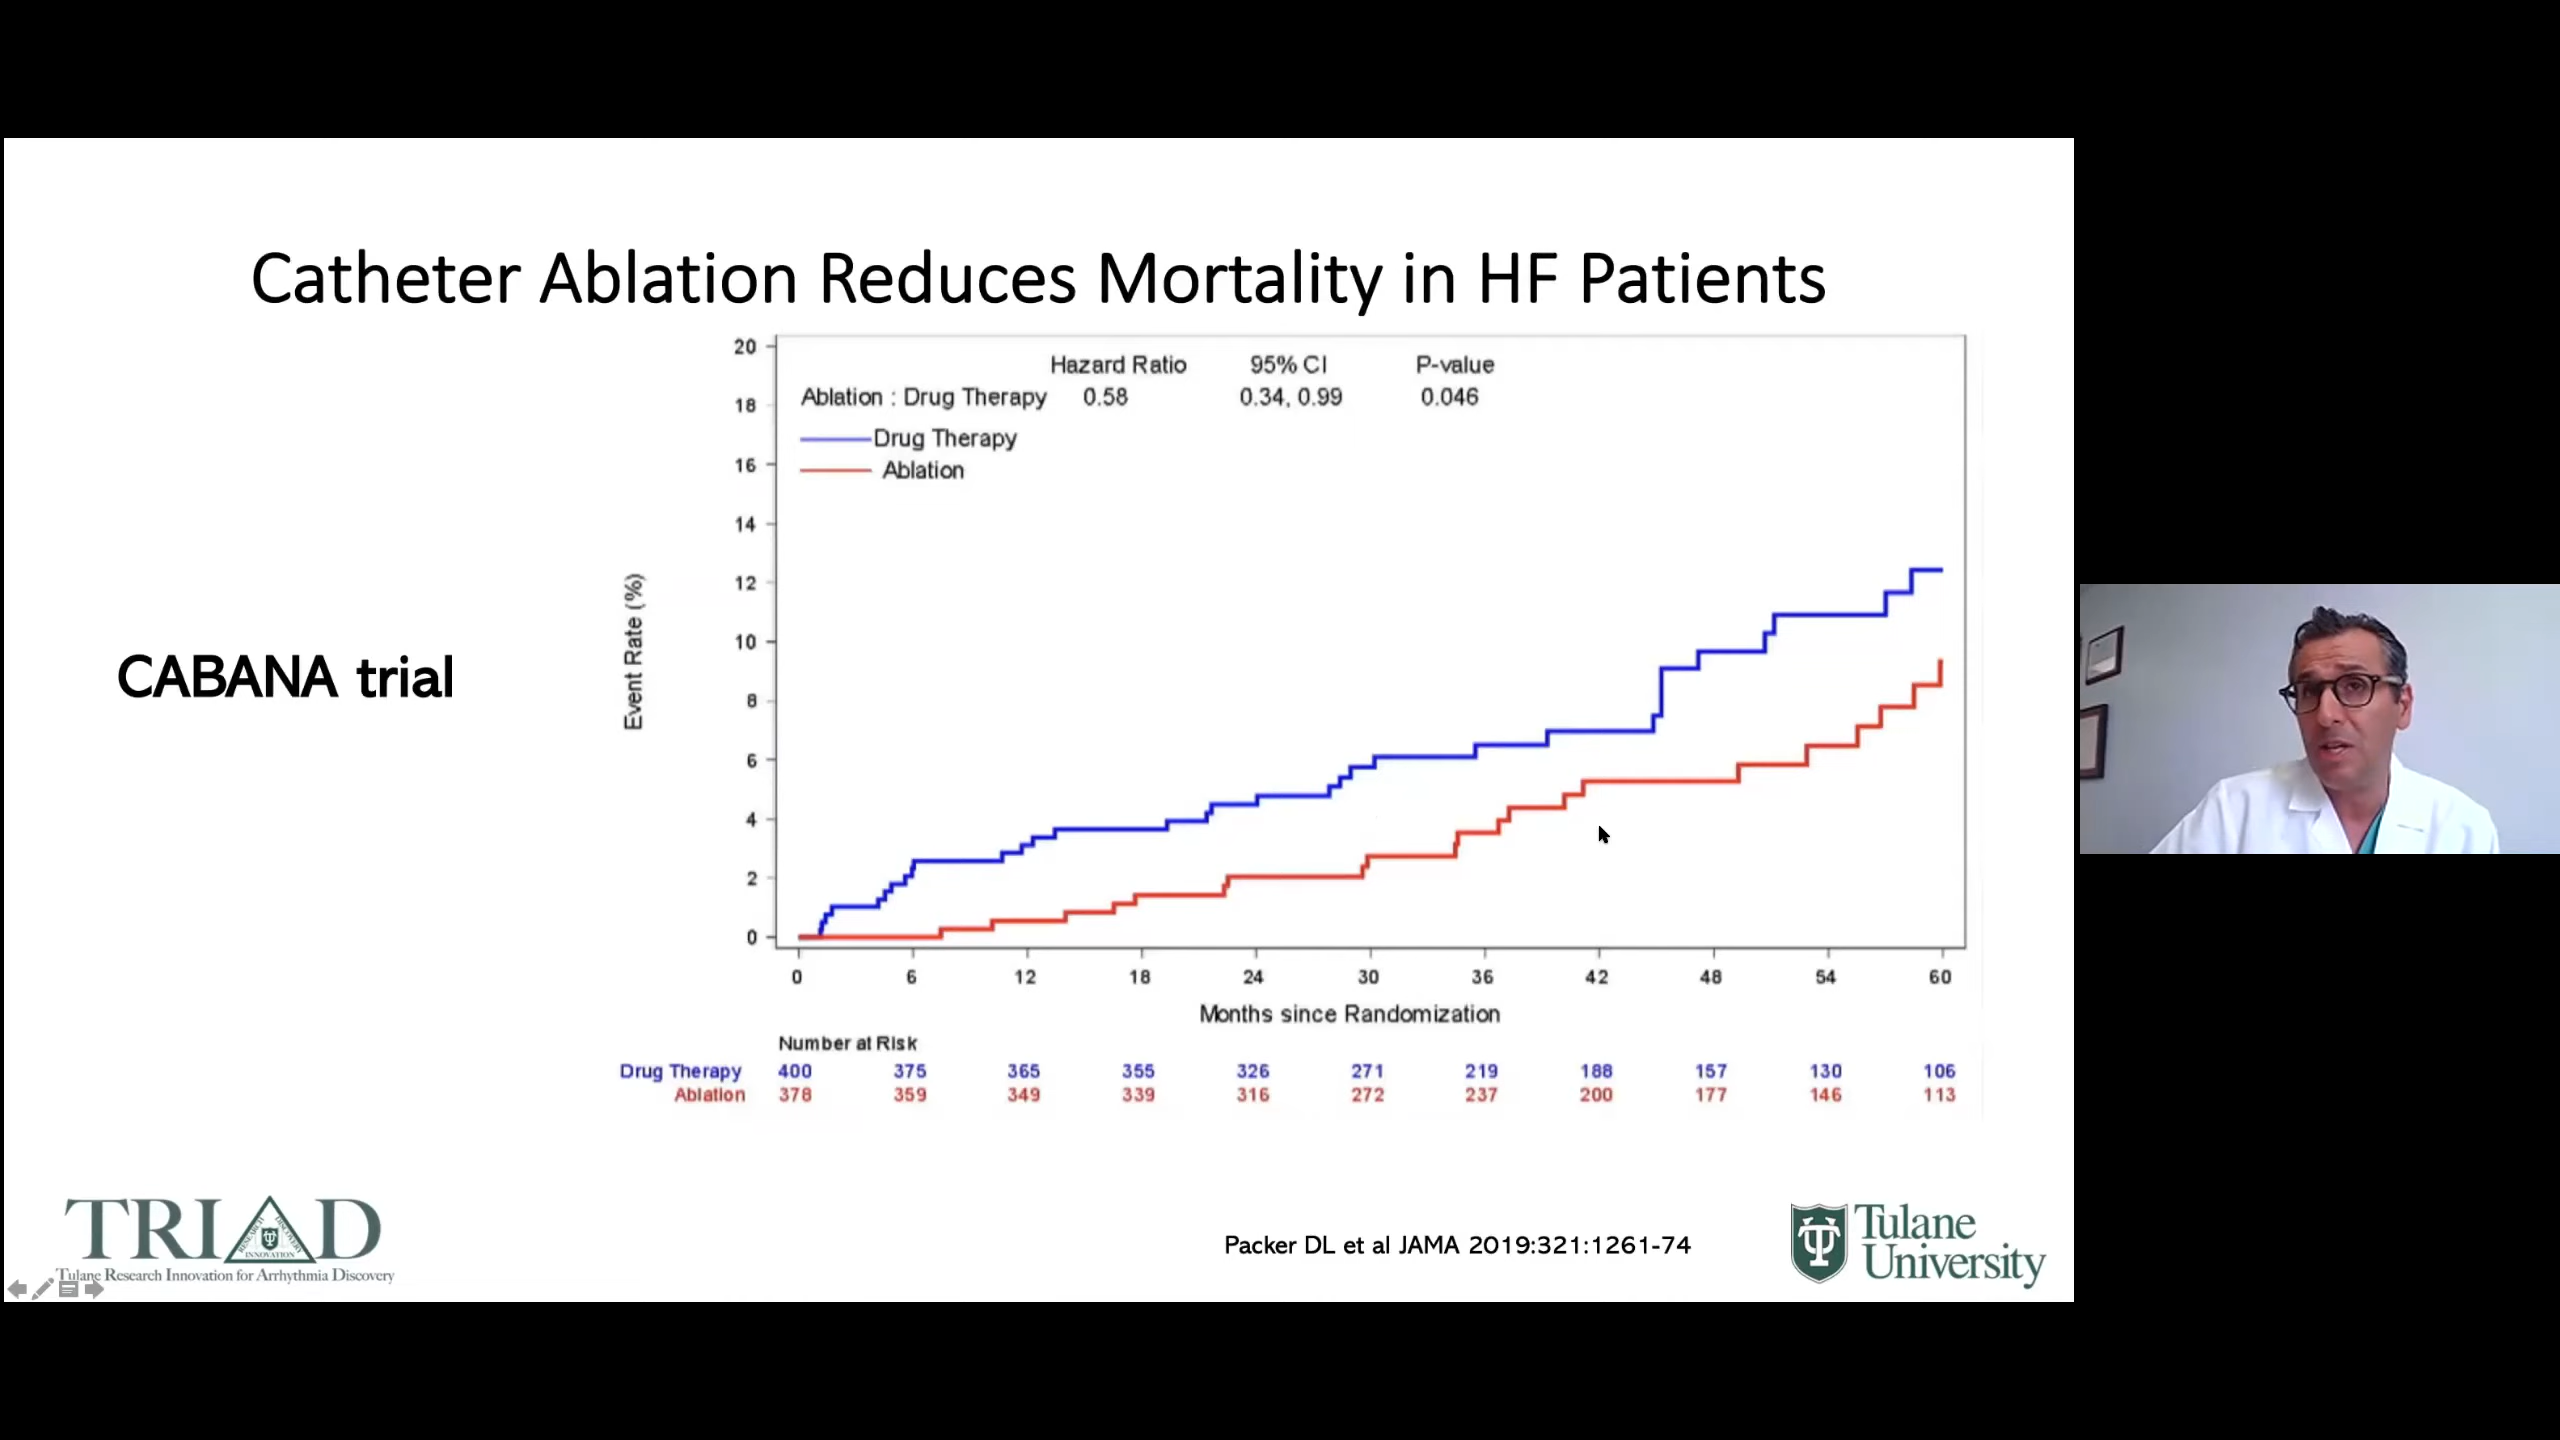 Catheter Ablation Reduces Mortality in HF Patients
CABANA trial
Event Rate (%)
20
18
16
14
12
10
8
6
4
2
0
Hazard Ratio 95% CI P-value
Ablation : Drug Therapy 0.58 0.34, 0.99 0.046
Drug Therapy
Ablation
0 6 12 18 24 30 36 42 48 54 60
Months since Randomization
Number at Risk
Drug Therapy 400 375 365 355 326 271 219 188 157 130 106
Ablation 378 359 349 339 316 272 237 200 177 146 113
TRIAD
RESEARCH
DISCOVERY
INNOVATION
Tulane Research Innovation for Arrhythmia Discovery
Packer DL et al JAMA 2019:321:1261-74
Tulane
University